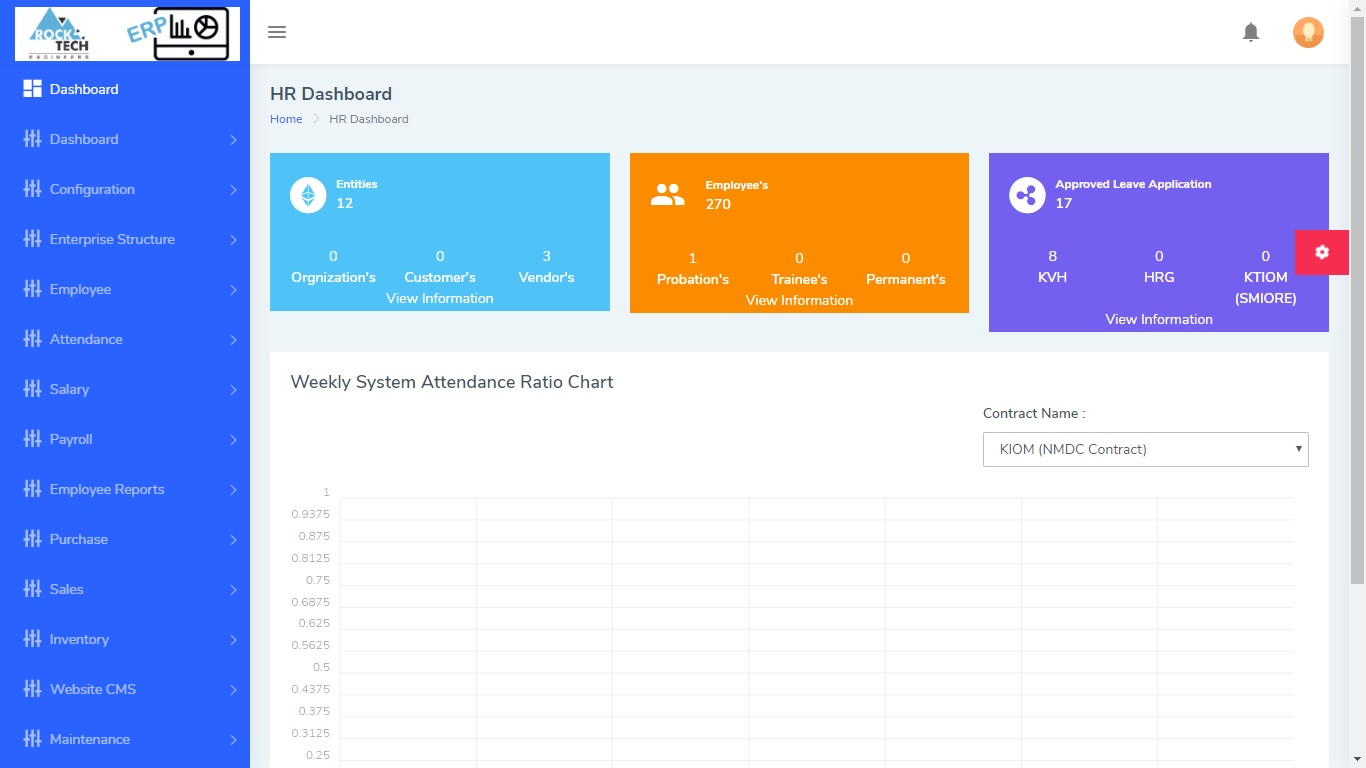 ROCK
TECH
ENGINEERS
ERP
Dashboard
Dashboard
Configuration
Enterprise Structure
Employee
Attendance
Salary
Payroll
Employee Reports
Purchase
Sales
Inventory
Website CMS
Maintenance
HR Dashboard
Home HR Dashboard
Entities
12
0 0 3
Orgnization's Customer's Vendor's
View Information
Employee's
270
1 0 0
Probation's Trainee's Permanent's
View Information
Approved Leave Application
17
8 0 0
KVH HRG KTIOM
(SMIORE)
View Information
Weekly System Attendance Ratio Chart
Contract Name :
KIOM (NMDC Contract)
1
0.9375
0.875
0.8125
0.75
0.6875
0.625
0.5625
0.5
0.4375
0.375
0.3125
0.25